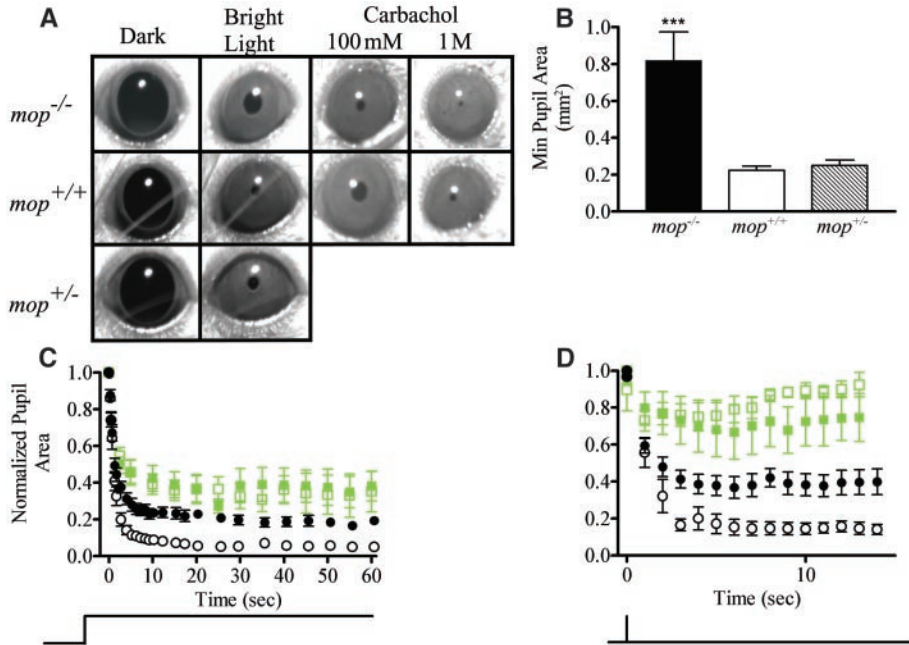 A
Dark
Bright
Light
Carbachol
100 mM
1M
mop-/-
mop+/+
mop+/-
B
***
Min Pupil Area
(mm²)
1.0
0.8
0.6
0.4
0.2
0.0
mop-/-
mop+/+
mop+/-
C
Normalized Pupil
Area
1.0
0.8
0.6
0.4
0.2
0.0
0
10
20
30
40
50
60
Time (sec)
D
1.0
0.8
0.6
0.4
0.2
0.0
0
10
Time (sec)